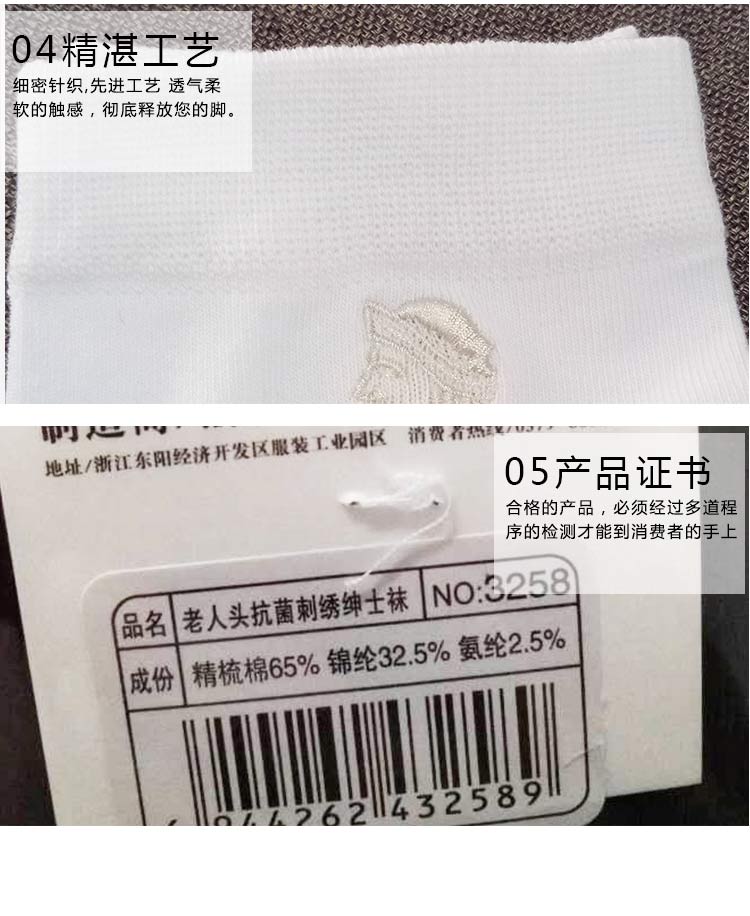 04精湛工艺
细密针织,先进工艺 透气柔
软的触感，彻底释放您的脚。
地址/浙江东阳经济开发区服装工业园区 消费者热线/0579
05产品证书
合格的产品，必须经过多道程
序的检测才能到消费者的手上
品名 老人头抗菌刺绣绅士袜 NO:3258
成份 精梳棉65% 锦纶32.5% 氨纶2.5%
6 944262 432589